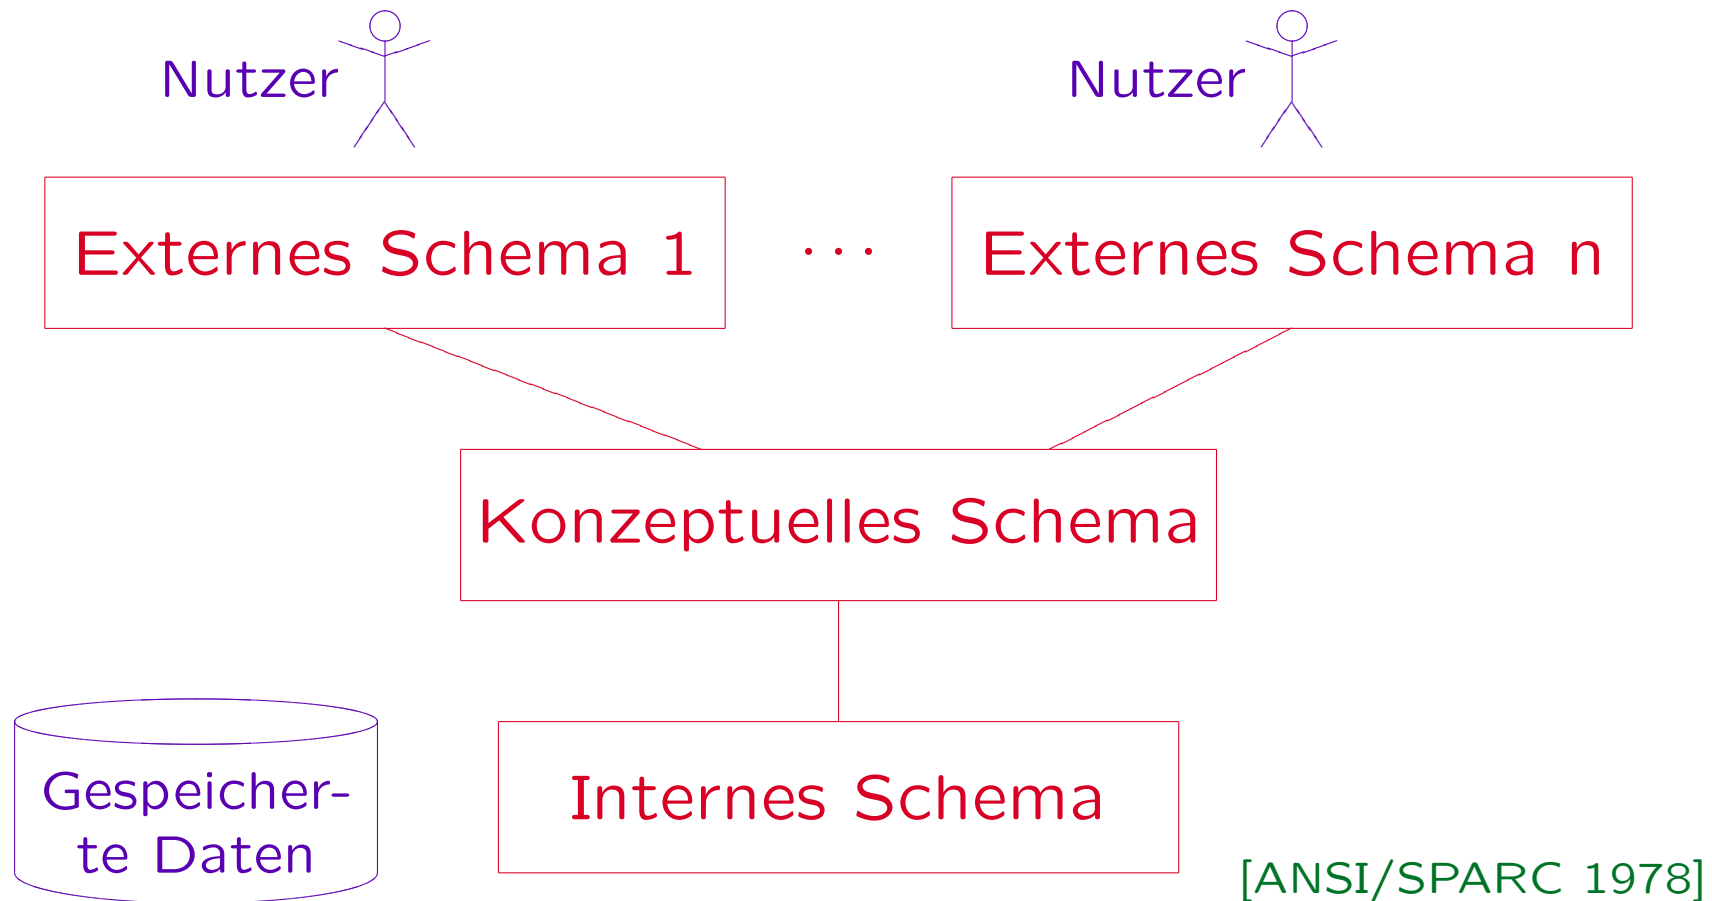 Nutzer
Nutzer
Externes Schema 1
. . .
Externes Schema n
Konzeptuelles Schema
Gespeicher-
te Daten
Internes Schema
[ANSI/SPARC 1978]